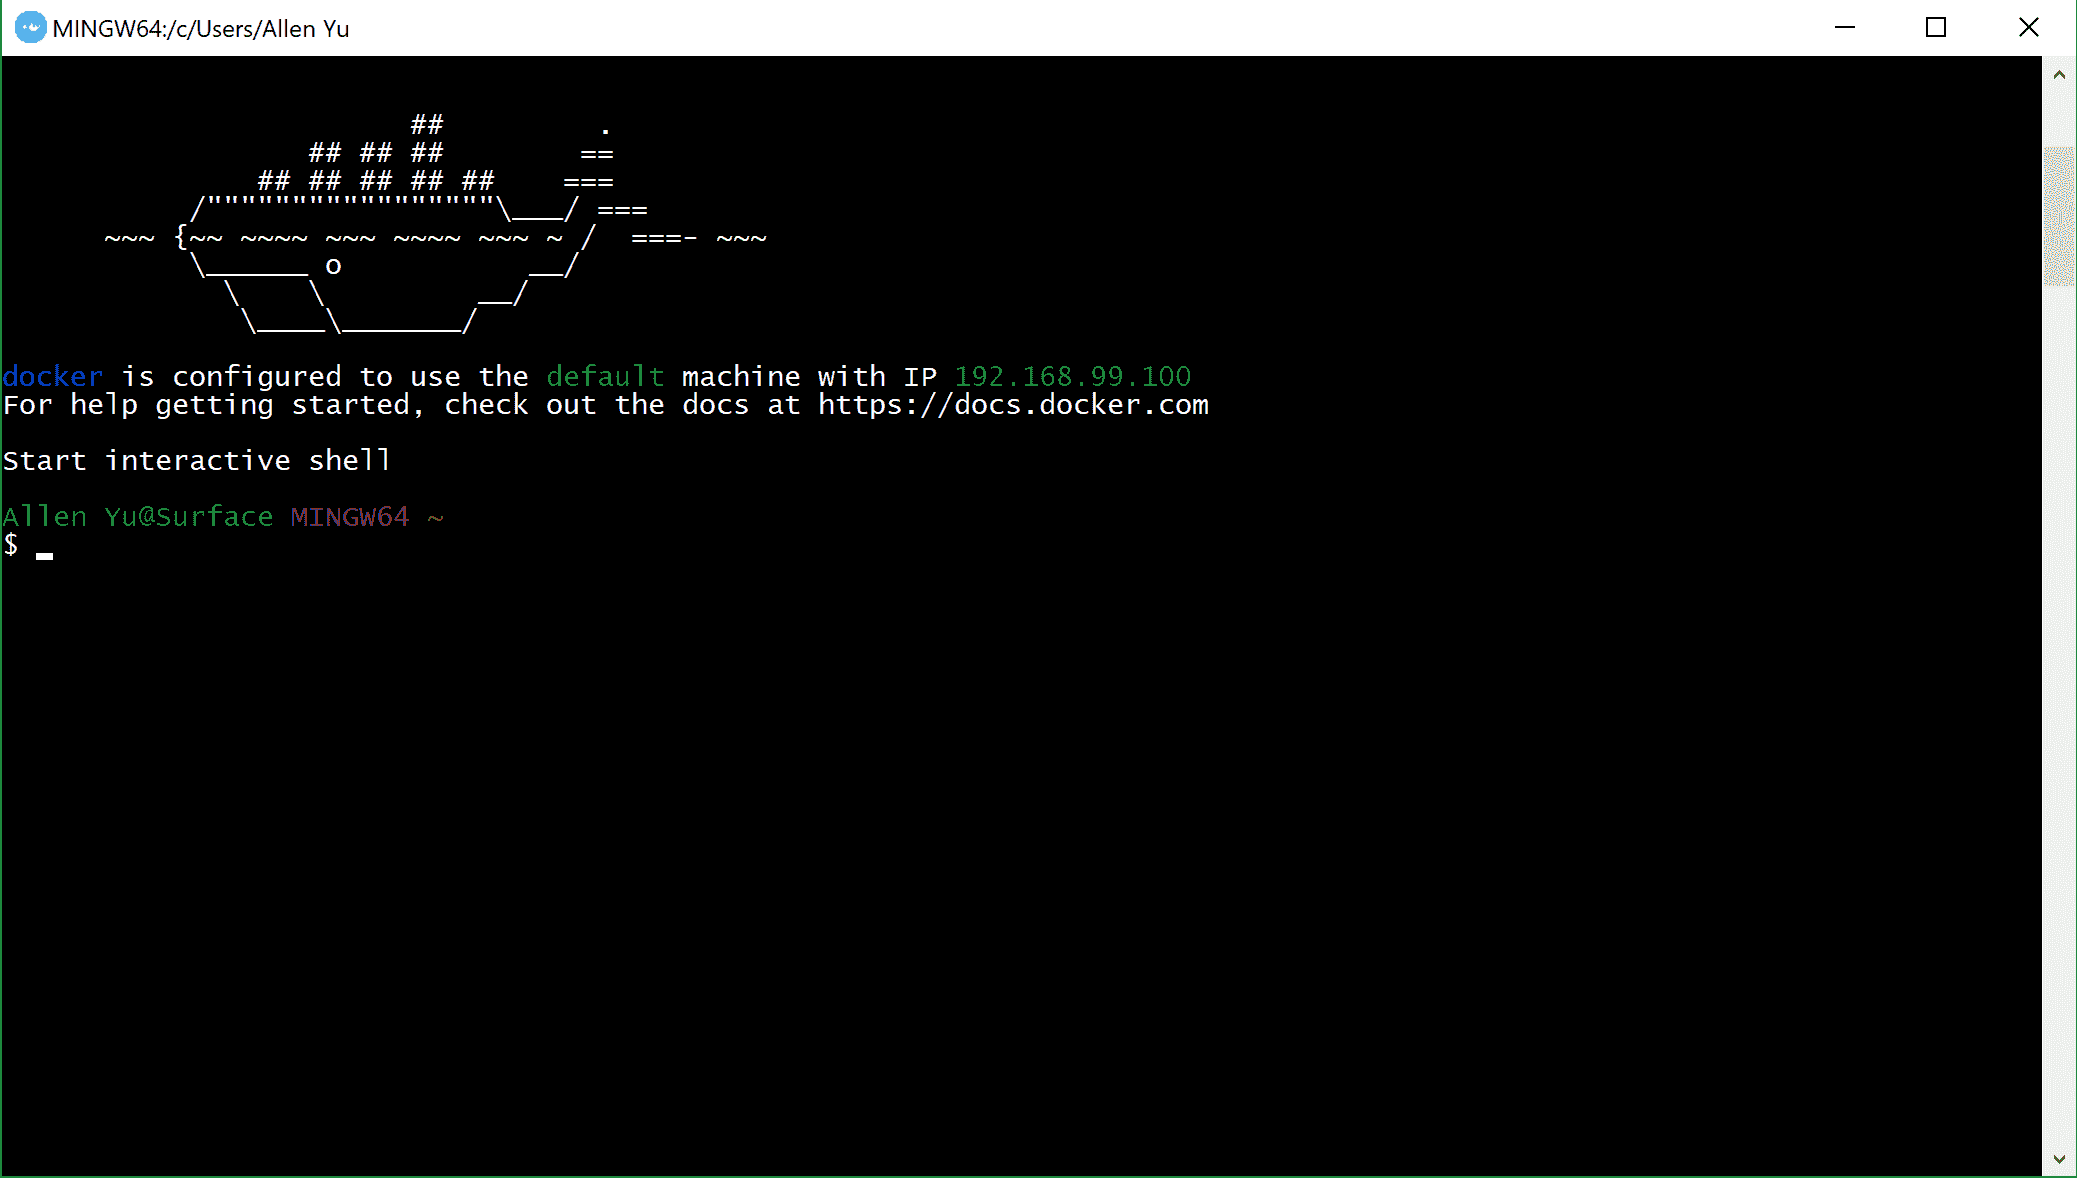 MINGW64:/c/Users/Allen Yu
                        ##         .
                  ## ## ##        ==
               ## ## ## ## ##    ===
           /"""""""""""""""""\___/ ===
      ~~~ {~~ ~~~~ ~~~ ~~~~ ~~~ ~ /  ===- ~~~
           \______ o           __/
             \    \         __/
              \____\_______/
docker is configured to use the default machine with IP 192.168.99.100
For help getting started, check out the docs at https://docs.docker.com
Start interactive shell
Allen Yu@Surface MINGW64 ~
$